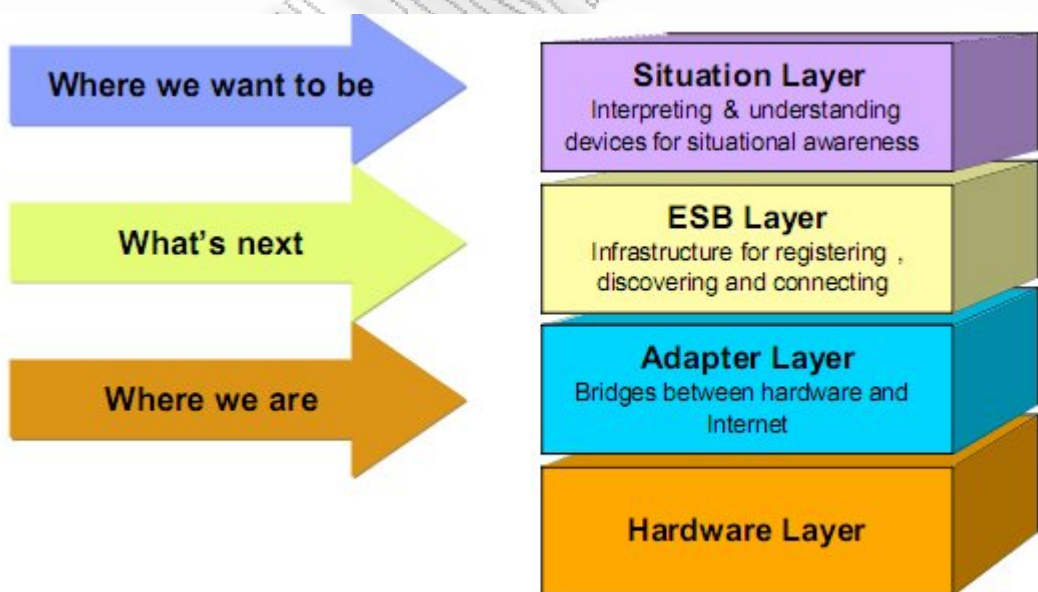 Where we want to be
Situation Layer
Interpreting & understanding
devices for situational awareness
What's next
ESB Layer
Infrastructure for registering ,
discovering and connecting
Where we are
Adapter Layer
Bridges between hardware and
Internet
Hardware Layer